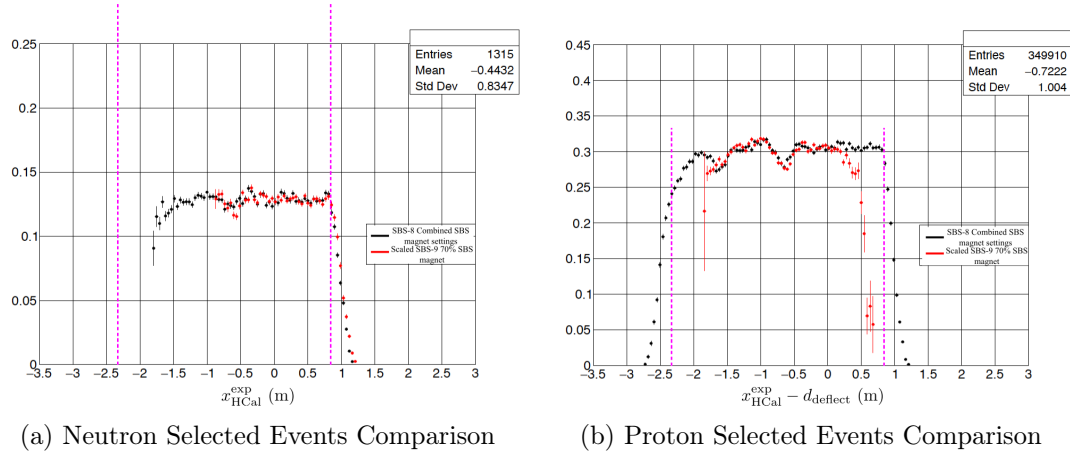 0.25
0.2
0.15
0.1
0.05
0
−3.5 −3 −2.5 −2 −1.5 −1 −0.5 0 0.5 1 1.5 2 2.5 3
x_HCal^exp (m)
Entries 1315
Mean −0.4432
Std Dev 0.8347
SBS-8 Combined SBS
magnet settings
Scaled SBS-9 70% SBS
magnet
(a) Neutron Selected Events Comparison
0.45
0.4
0.35
0.3
0.25
0.2
0.15
0.1
0.05
0
−3.5 −3 −2.5 −2 −1.5 −1 −0.5 0 0.5 1 1.5 2 2.5 3
x_HCal^exp − d_deflect (m)
Entries 349910
Mean −0.7222
Std Dev 1.004
SBS-8 Combined SBS
magnet settings
Scaled SBS-9 70% SBS
magnet
(b) Proton Selected Events Comparison